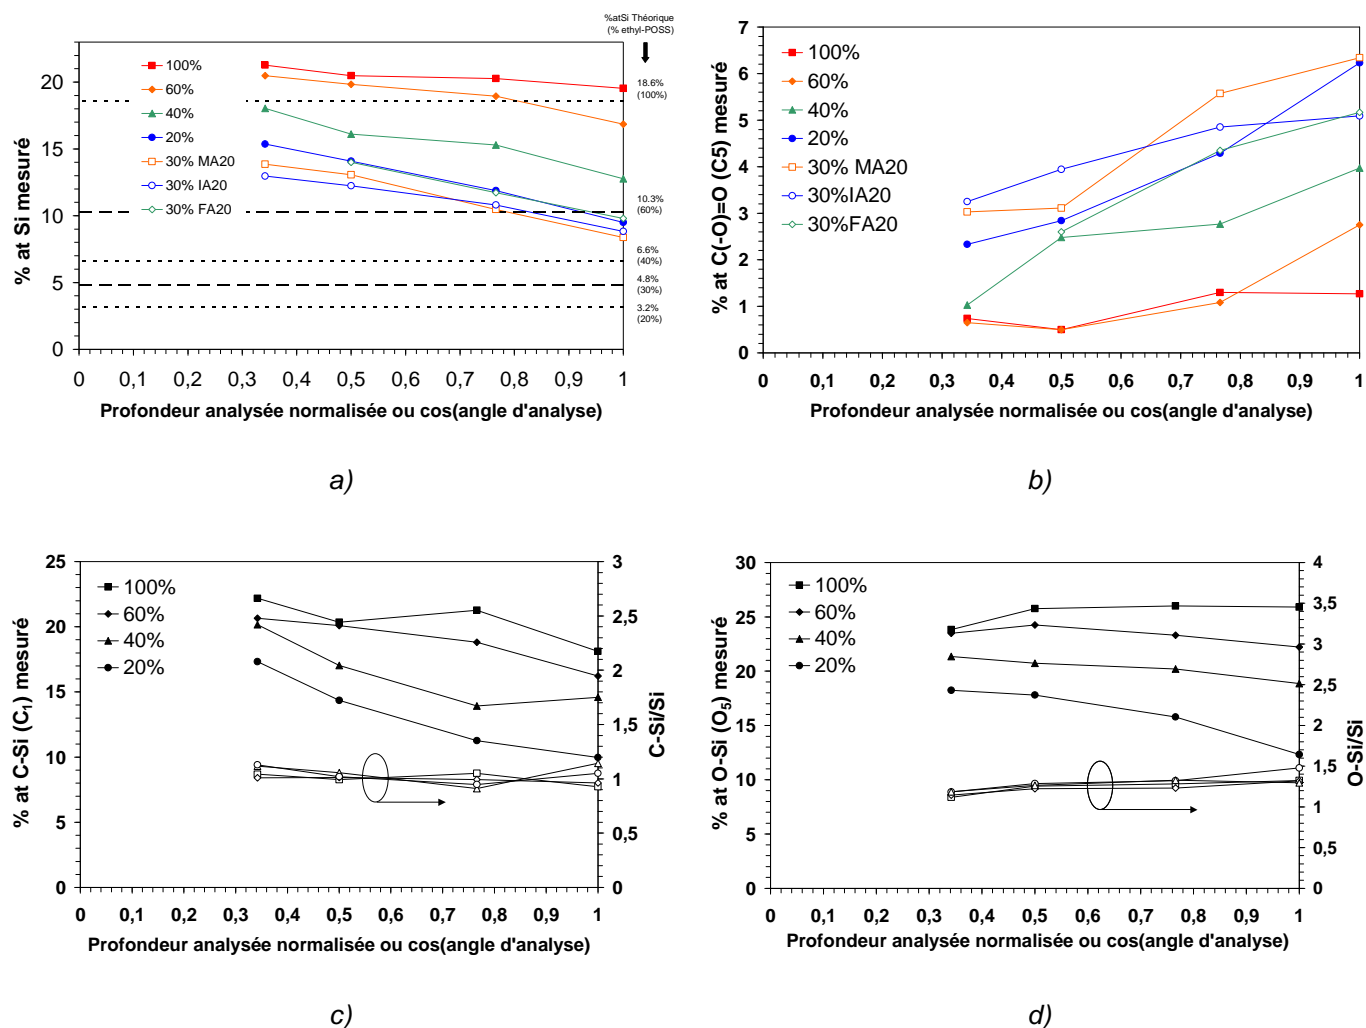 %atSi Théorique
(% ethyl-POSS)
% at Si mesuré
20
15
10
5
0
100%
60%
40%
20%
30% MA20
30% IA20
30% FA20
18.6%
(100%)
10.3%
(60%)
6.6%
(40%)
4.8%
(30%)
3.2%
(20%)
0 0,1 0,2 0,3 0,4 0,5 0,6 0,7 0,8 0,9 1
Profondeur analysée normalisée ou cos(angle d'analyse)
a)
% at C(-O)=O (C5) mesuré
7
6
5
4
3
2
1
0
100%
60%
40%
20%
30% MA20
30%IA20
30%FA20
0 0,1 0,2 0,3 0,4 0,5 0,6 0,7 0,8 0,9 1
Profondeur analysée normalisée ou cos(angle d'analyse)
b)
% at C-Si (C1) mesuré
25
20
15
10
5
0
100%
60%
40%
20%
3
2,5
2
1,5
1
0,5
0
C-Si/Si
0 0,1 0,2 0,3 0,4 0,5 0,6 0,7 0,8 0,9 1
Profondeur analysée normalisée ou cos(angle d'analyse)
c)
% at O-Si (O5) mesuré
30
25
20
15
10
5
0
100%
60%
40%
20%
4
3,5
3
2,5
2
1,5
1
0,5
0
O-Si/Si
0 0,1 0,2 0,3 0,4 0,5 0,6 0,7 0,8 0,9 1
Profondeur analysée normalisée ou cos(angle d'analyse)
d)